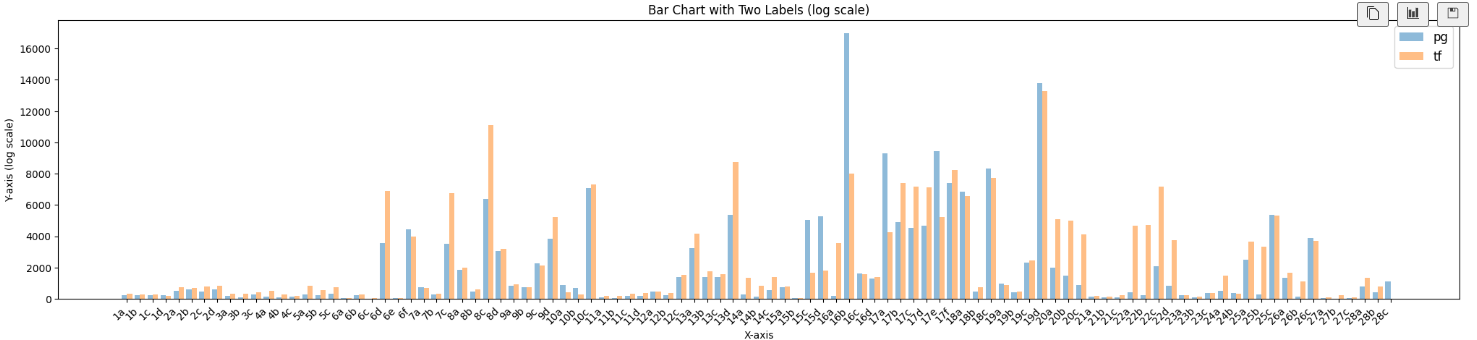 Bar Chart with Two Labels (log scale)
pg
tf
16000
14000
12000
10000
8000
6000
4000
2000
0
Y-axis (log scale)
1a 1b 1c 1d 2a 2b 2c 2d 3a 3b 3c 4a 4b 4c 5a 5b 5c 6a 6b 6c 6d 6e 6f 7a 7b 7c 8a 8b 8c 8d 9a 9b 9c 9d 10a 10b 10c 11a 11b 11c 11d 12a 12b 12c 13a 13b 13c 13d 14a 14b 14c 15a 15b 15c 15d 16a 16b 16c 16d 17a 17b 17c 17d 17e 17f 18a 18b 18c 19a 19b 19c 19d 20a 20b 20c 21a 21b 21c 22a 22b 22c 22d 23a 23b 23c 24a 24b 25a 25b 25c 26a 26b 26c 27a 27b 27c 28a 28b 28c
X-axis